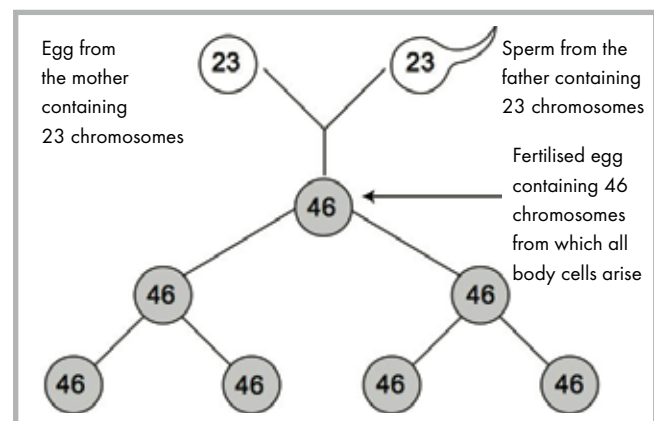 Egg from
the mother
containing
23 chromosomes
23
23
Sperm from the
father containing
23 chromosomes
Fertilised egg
containing 46
chromosomes
from which all
body cells arise
46
46
46
46
46
46
46